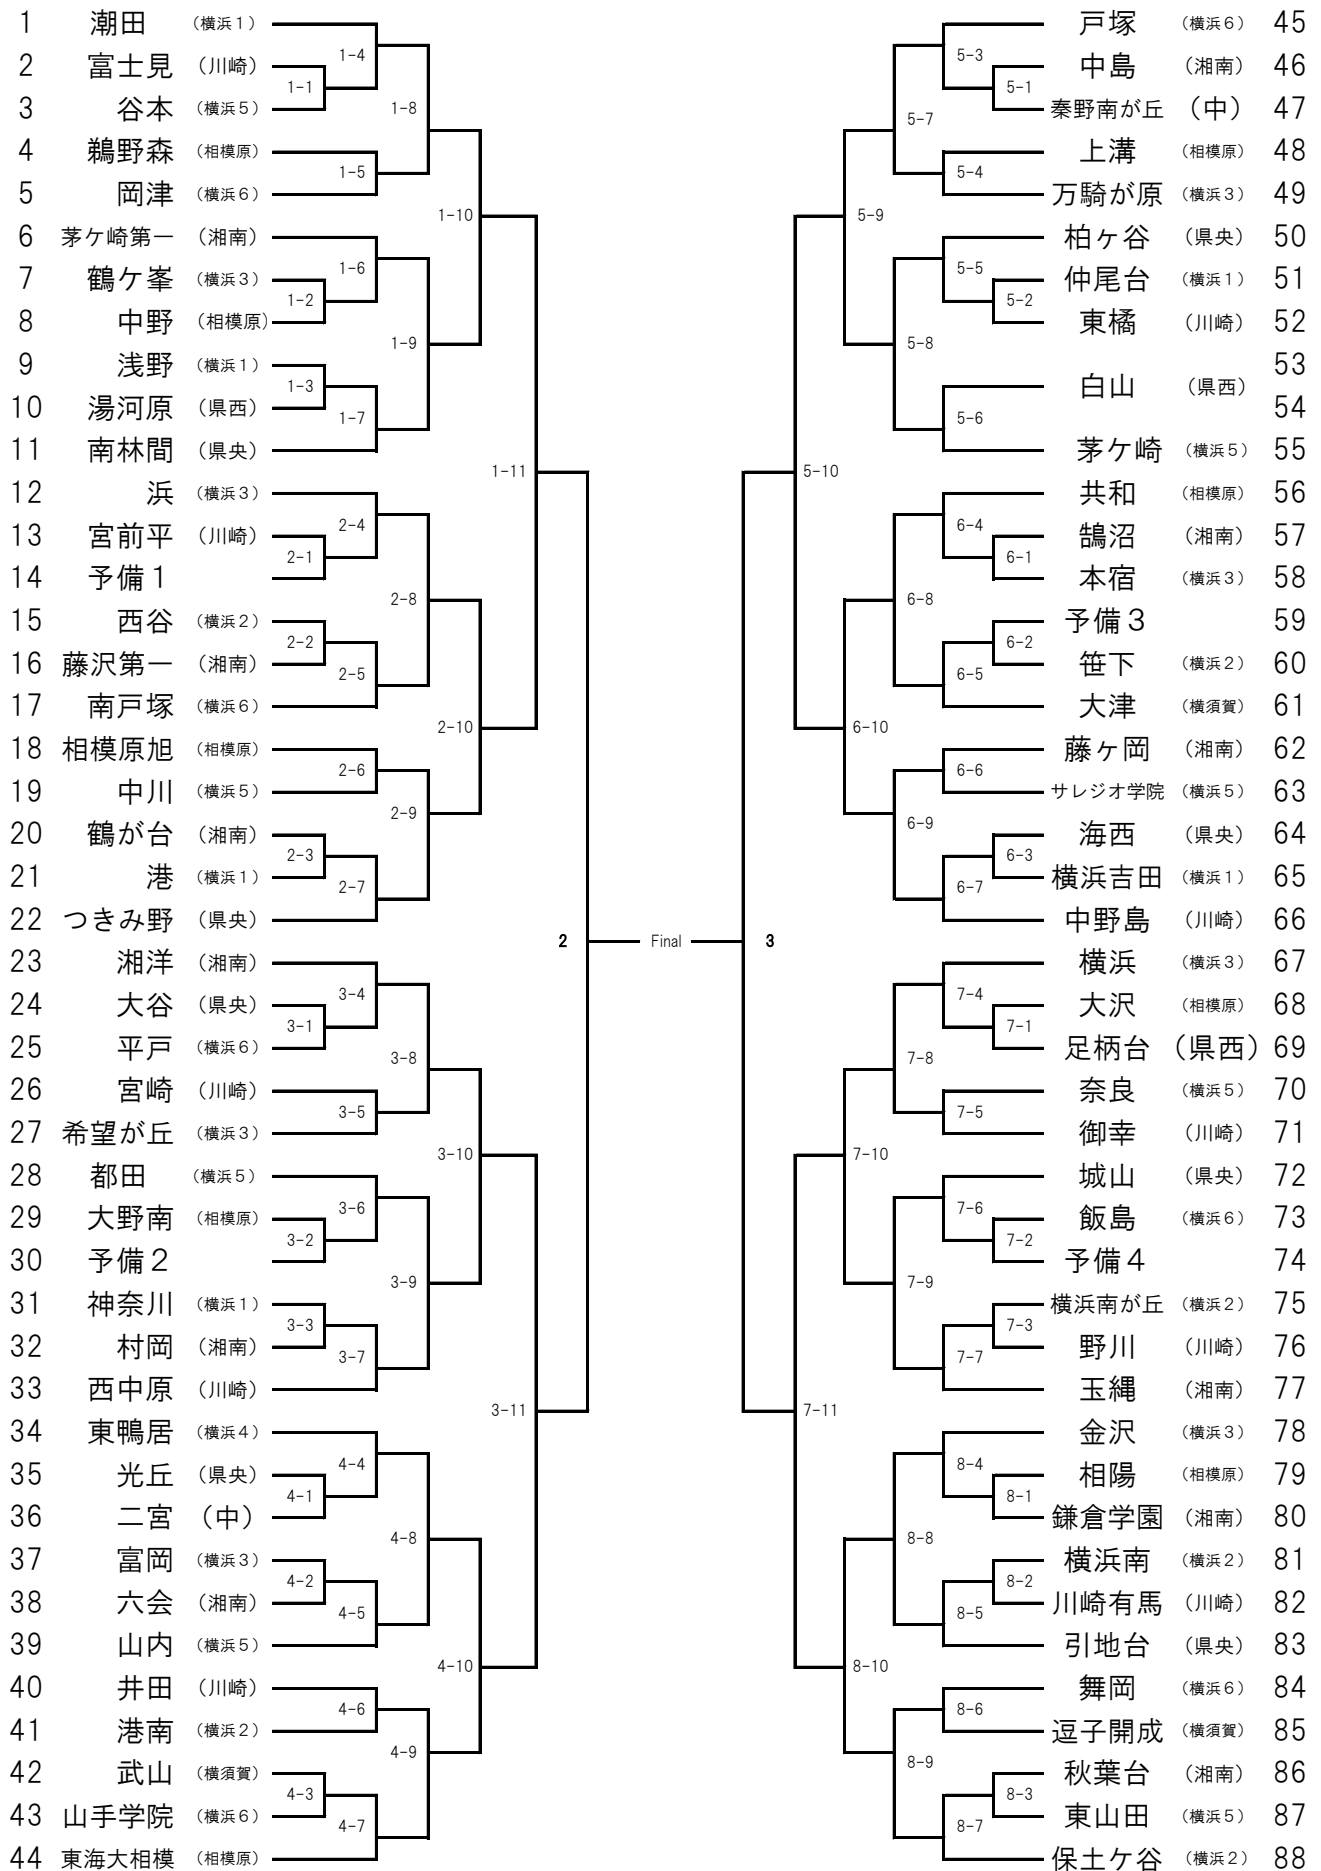 1 潮田 （横浜１） 戸塚 （横浜６） 45
1-4 5-3
2 富士見 （川崎） 中島 （湘南） 46
1-1 5-1
3 谷本 （横浜５） 1-8 秦野南が丘 （中） 47
5-7
4 鵜野森 （相模原） 上溝 （相模原） 48
1-5 5-4
5 岡津 （横浜６） 万騎が原 （横浜３） 49
1-10 5-9
6 茅ケ崎第一 （湘南） 柏ヶ谷 （県央） 50
1-6 5-5
7 鶴ケ峯 （横浜３） 仲尾台 （横浜１） 51
1-2 5-2
8 中野 （相模原） 東橘 （川崎） 52
1-9 5-8
9 浅野 （横浜１） 53
1-3 白山 （県西）
10 湯河原 （県西） 54
1-7 5-6
11 南林間 （県央） 茅ケ崎 （横浜５） 55
1-11 5-10
12 浜 （横浜３） 共和 （相模原） 56
2-4 6-4
13 宮前平 （川崎） 鵠沼 （湘南） 57
2-1 6-1
14 予備１ 本宿 （横浜３） 58
2-8 6-8
15 西谷 （横浜２） 予備３ 59
2-2 6-2
16 藤沢第一 （湘南） 笹下 （横浜２） 60
2-5 6-5
17 南戸塚 （横浜６） 大津 （横須賀） 61
2-10 6-10
18 相模原旭 （相模原） 藤ヶ岡 （湘南） 62
2-6 6-6
19 中川 （横浜５） サレジオ学院 （横浜５） 63
2-9 6-9
20 鶴が台 （湘南） 海西 （県央） 64
2-3 6-3
21 港 （横浜１） 横浜吉田 （横浜１） 65
2-7 6-7
22 つきみ野 （県央） 中野島 （川崎） 66
2 Final 3
23 湘洋 （湘南） 横浜 （横浜３） 67
3-4 7-4
24 大谷 （県央） 大沢 （相模原） 68
3-1 7-1
25 平戸 （横浜６） 足柄台 （県西） 69
3-8 7-8
26 宮崎 （川崎） 奈良 （横浜５） 70
3-5 7-5
27 希望が丘 （横浜３） 御幸 （川崎） 71
3-10 7-10
28 都田 （横浜５） 城山 （県央） 72
3-6 7-6
29 大野南 （相模原） 飯島 （横浜６） 73
3-2 7-2
30 予備２ 予備４ 74
3-9 7-9
31 神奈川 （横浜１） 横浜南が丘 （横浜２） 75
3-3 7-3
32 村岡 （湘南） 野川 （川崎） 76
3-7 7-7
33 西中原 （川崎） 玉縄 （湘南） 77
3-11 7-11
34 東鴨居 （横浜４） 金沢 （横浜３） 78
4-4 8-4
35 光丘 （県央） 相陽 （相模原） 79
4-1 8-1
36 二宮 （中） 鎌倉学園 （湘南） 80
4-8 8-8
37 富岡 （横浜３） 横浜南 （横浜２） 81
4-2 8-2
38 六会 （湘南） 川崎有馬 （川崎） 82
4-5 8-5
39 山内 （横浜５） 引地台 （県央） 83
4-10 8-10
40 井田 （川崎） 舞岡 （横浜６） 84
4-6 8-6
41 港南 （横浜２） 逗子開成 （横須賀） 85
4-9 8-9
42 武山 （横須賀） 秋葉台 （湘南） 86
4-3 8-3
43 山手学院 （横浜６） 東山田 （横浜５） 87
4-7 8-7
44 東海大相模 （相模原） 保土ケ谷 （横浜２） 88